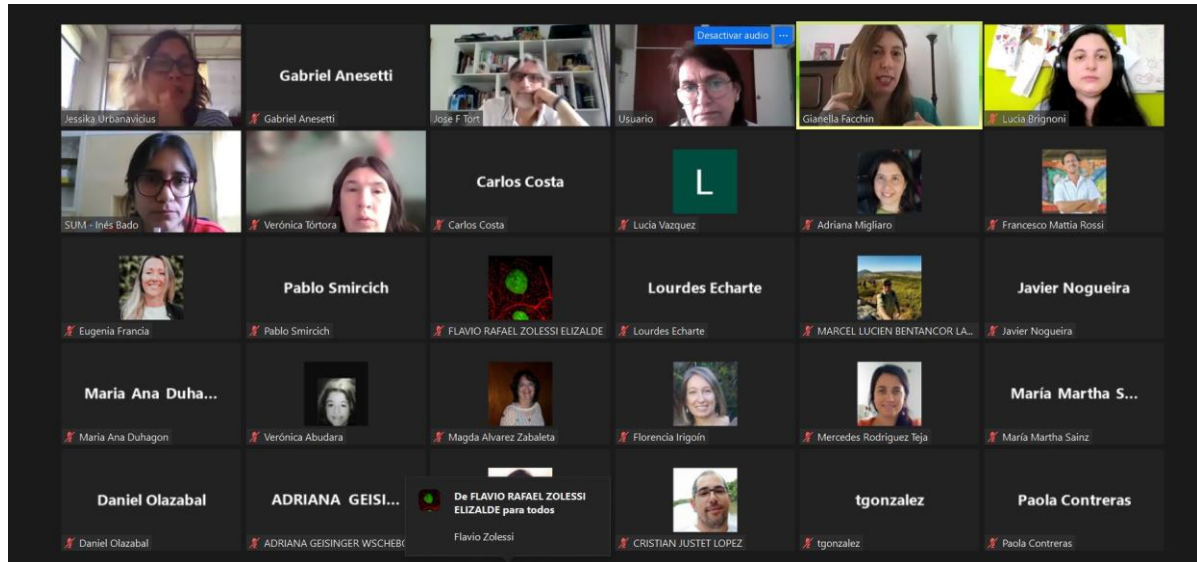 Desactivar audio ...
Jessika Urbanavicius
Gabriel Anesetti
Gabriel Anesetti
Jose F Tort
Usuario
Gianella Facchin
Lucia Brignoni
SUM - Inés Bado
Verónica Tórtora
Carlos Costa
Carlos Costa
L
Lucia Vazquez
Adriana Migliaro
Francesco Mattia Rossi
Eugenia Francia
Pablo Smircich
Pablo Smircich
FLAVIO RAFAEL ZOLESSI ELIZALDE
Lourdes Echarte
Lourdes Echarte
MARCEL LUCIEN BENTANCOR LA...
Javier Nogueira
Javier Nogueira
Maria Ana Duha...
Maria Ana Duhagon
Verónica Abudara
Magda Alvarez Zabaleta
Florencia Irigoín
Mercedes Rodriguez Teja
María Martha S...
María Martha Sainz
Daniel Olazabal
Daniel Olazabal
ADRIANA GEISI...
ADRIANA GEISINGER WSCHEBO
De FLAVIO RAFAEL ZOLESSI
ELIZALDE para todos
Flavio Zolessi
CRISTIAN JUSTET LOPEZ
tgonzalez
tgonzalez
Paola Contreras
Paola Contreras